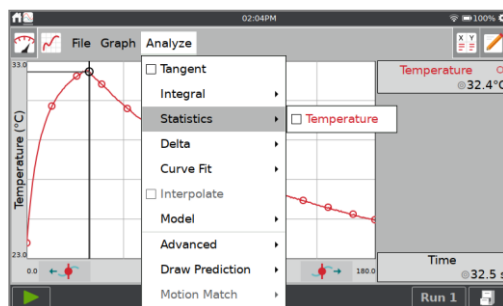 02:04PM
100%
File Graph Analyze
X Y
33.0
Temperature (°C)
23.0
0.0
180.0
Tangent
Integral
Statistics
Temperature
Delta
Curve Fit
Interpolate
Model
Advanced
Draw Prediction
Motion Match
Temperature
32.4°C
Time
32.5 s
Run 1